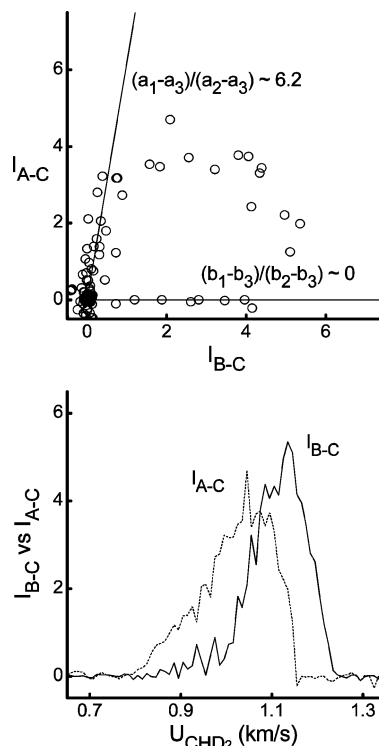 6
(a1-a3)/(a2-a3) ~ 6.2
4
IA-C
2
(b1-b3)/(b2-b3) ~ 0
0
0 2 4 6
IB-C
6
IB-C
IA-C
4
IB-C vs IA-C
2
0
0.7 0.9 1.1 1.3
UCHD2 (km/s)